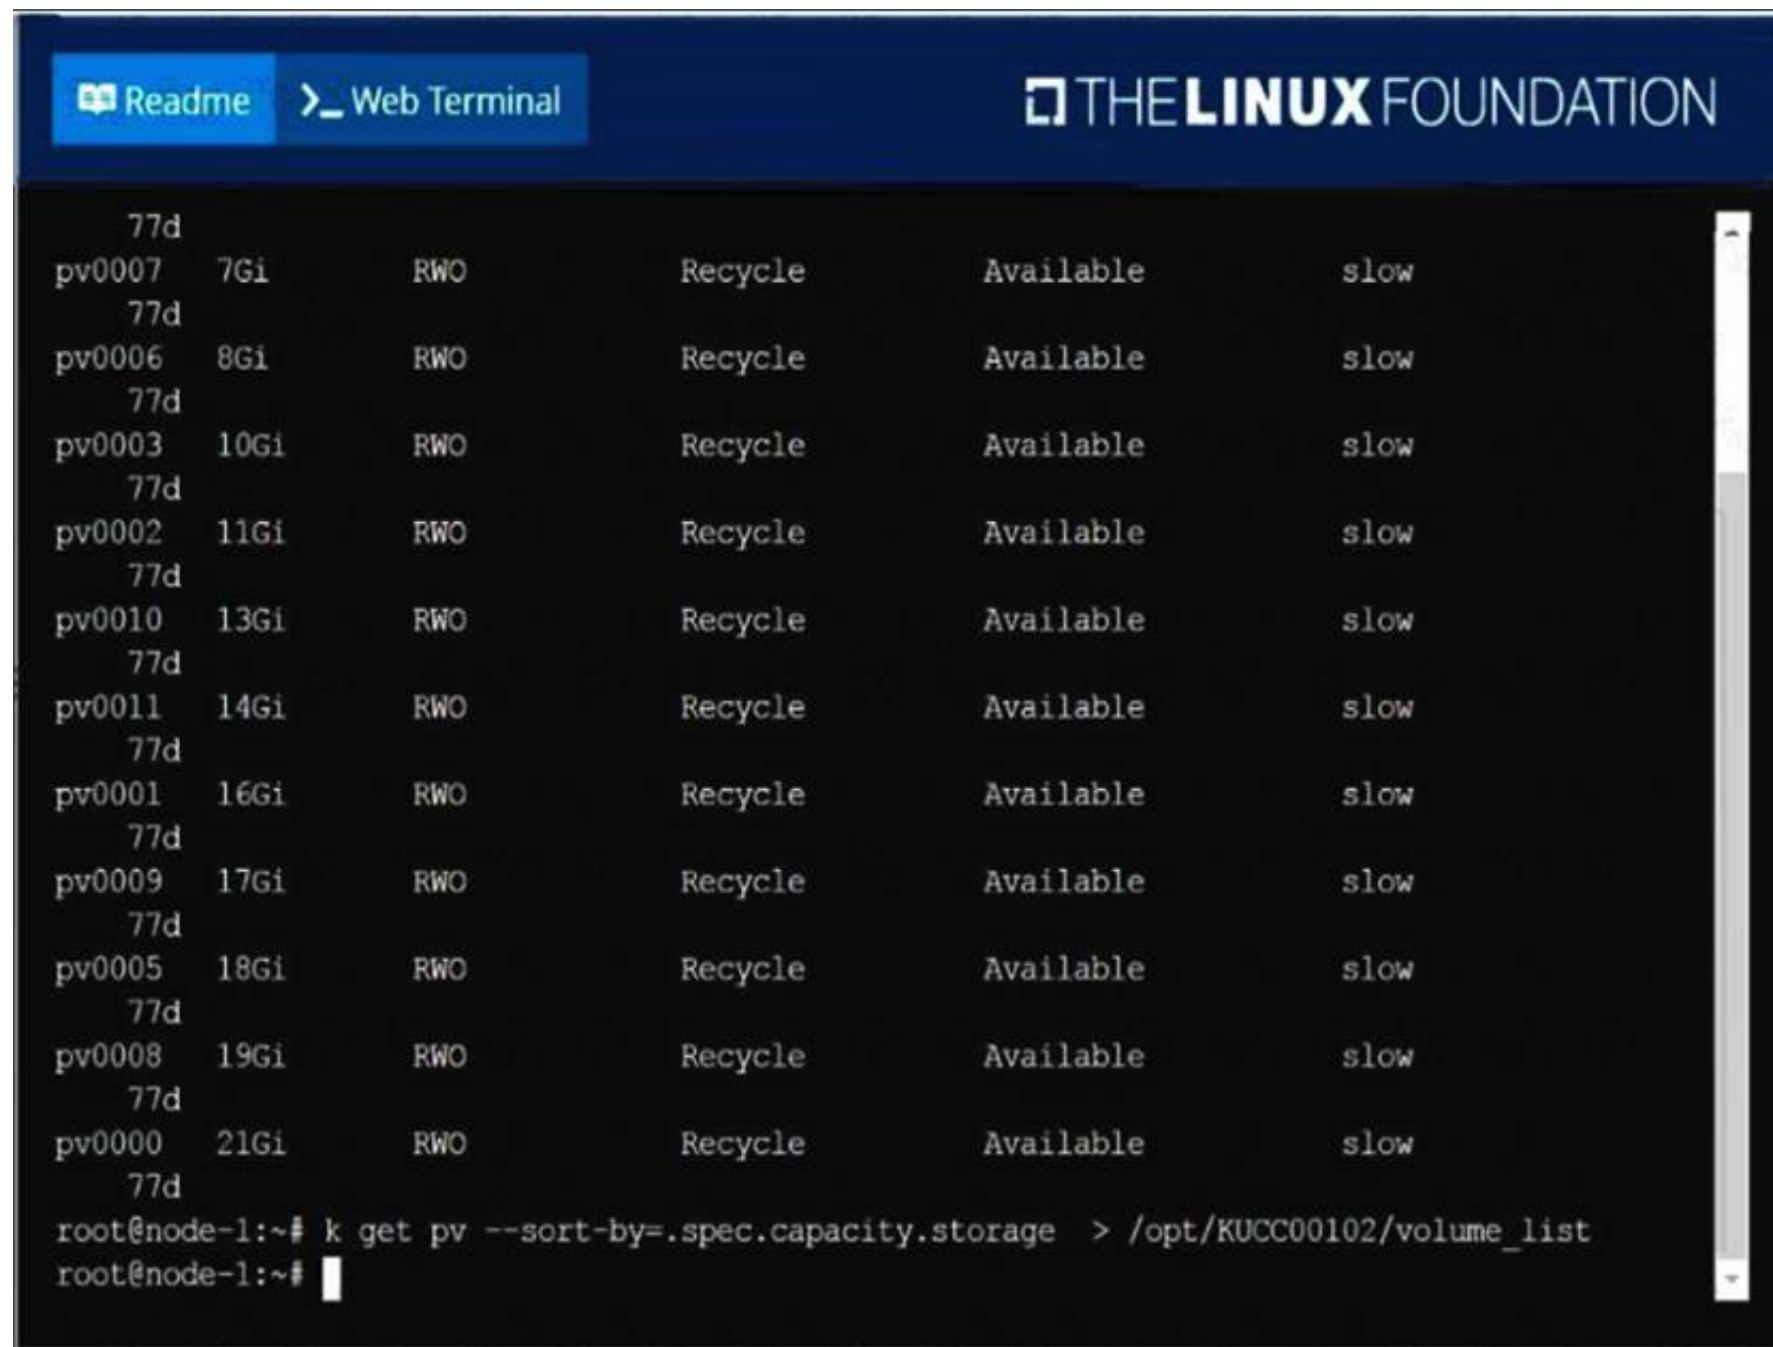 Readme >_ Web Terminal THE LINUX FOUNDATION
77d
pv0007 7Gi RWO Recycle Available slow
77d
pv0006 8Gi RWO Recycle Available slow
77d
pv0003 10Gi RWO Recycle Available slow
77d
pv0002 11Gi RWO Recycle Available slow
77d
pv0010 13Gi RWO Recycle Available slow
77d
pv0011 14Gi RWO Recycle Available slow
77d
pv0001 16Gi RWO Recycle Available slow
77d
pv0009 17Gi RWO Recycle Available slow
77d
pv0005 18Gi RWO Recycle Available slow
77d
pv0008 19Gi RWO Recycle Available slow
77d
pv0000 21Gi RWO Recycle Available slow
77d
root@node-1:~# k get pv --sort-by=.spec.capacity.storage > /opt/KUCC00102/volume_list
root@node-1:~#